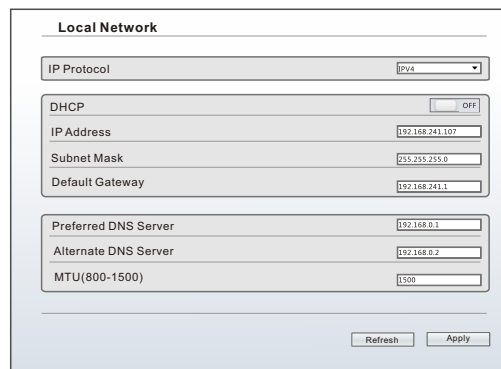 Local Network
IP Protocol IPV4
DHCP OFF
IP Address 192.168.241.107
Subnet Mask 255.255.255.0
Default Gateway 192.168.241.1
Preferred DNS Server 192.168.0.1
Alternate DNS Server 192.168.0.2
MTU(800-1500) 1500
Refresh Apply